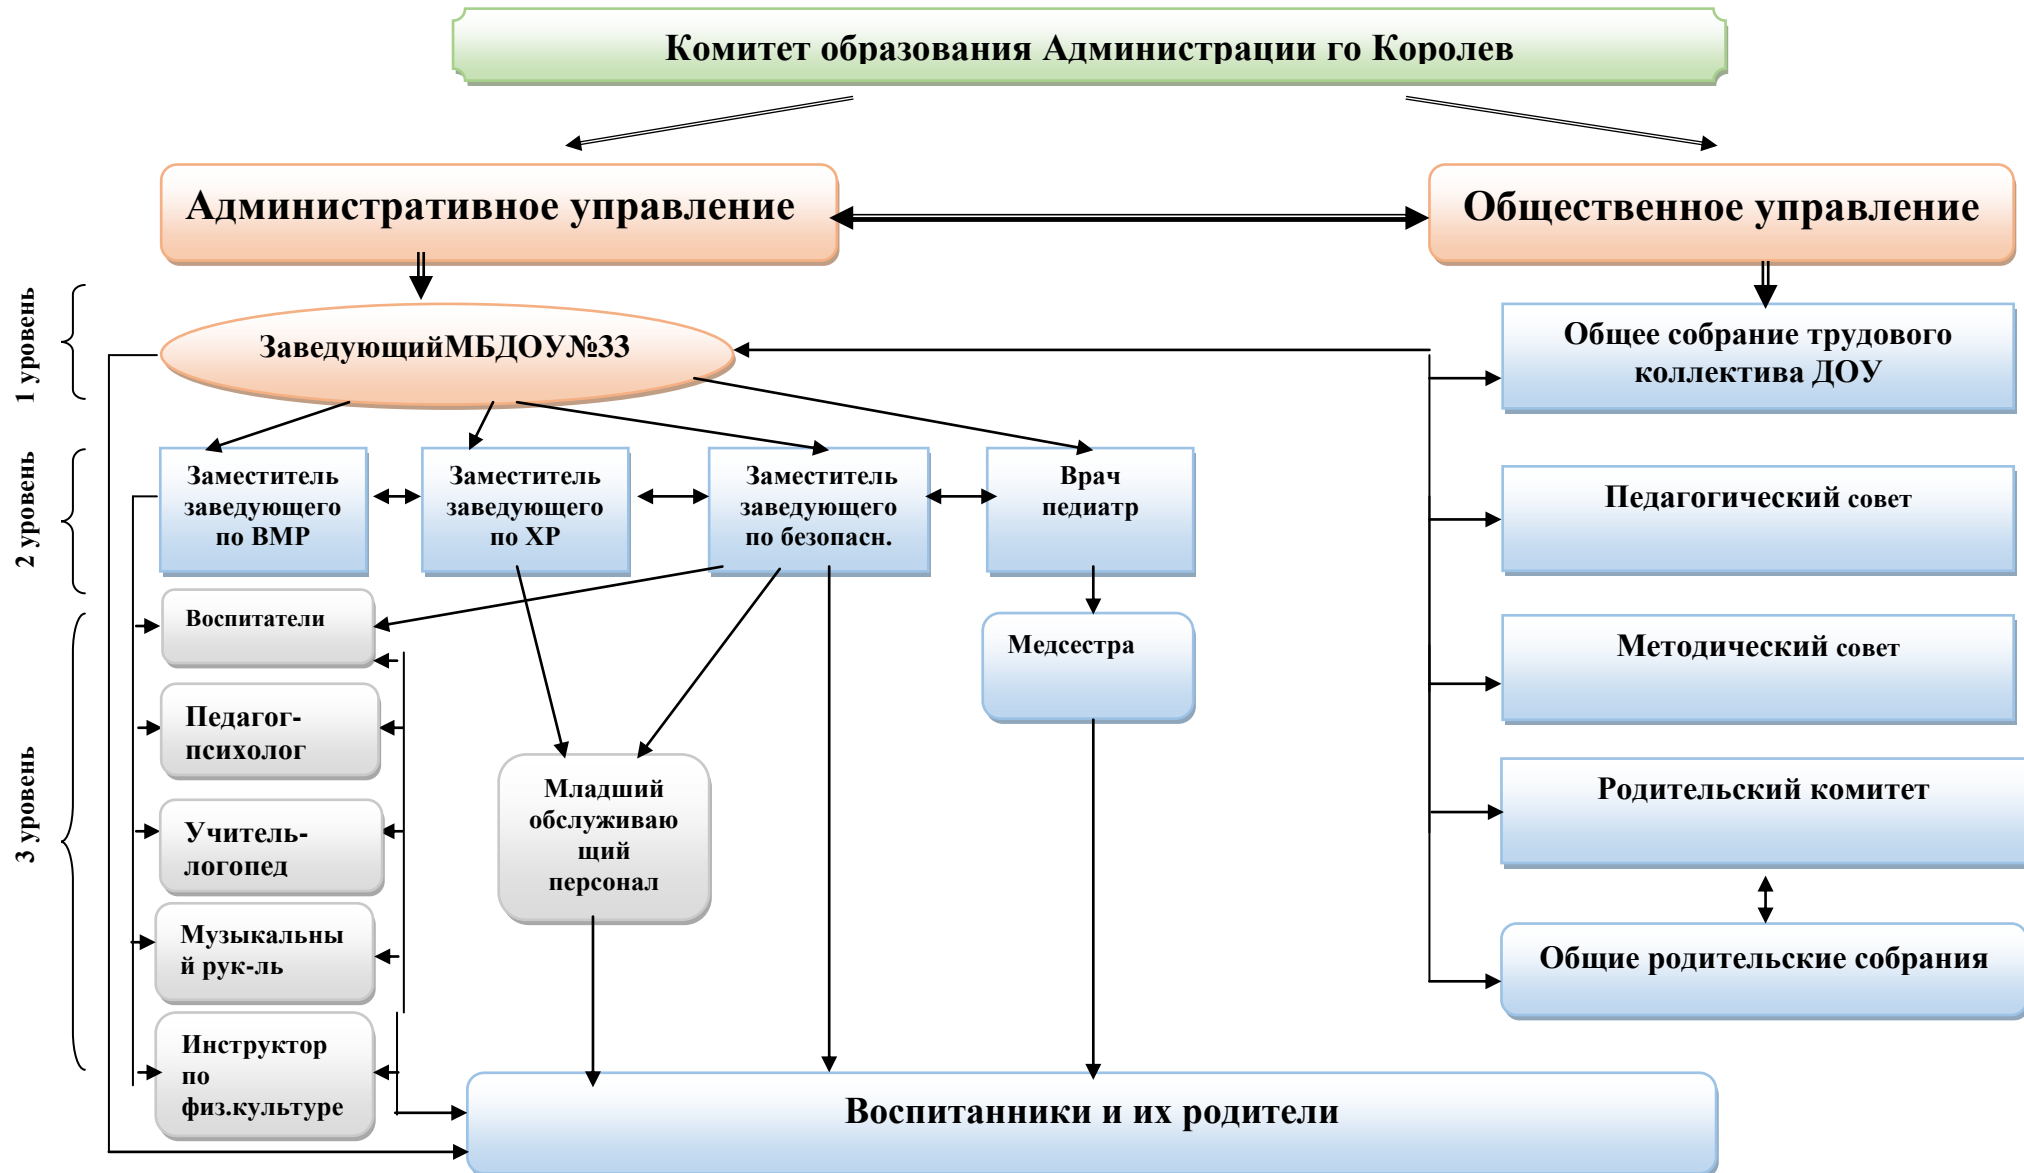 Комитет образования Администрации го Королев
Административное управление
Общественное управление
1 уровень
ЗаведующийМБДОУ№33
Общее собрание трудового
коллектива ДОУ
2 уровень
Заместитель
заведующего
по ВМР
Заместитель
заведующего
по ХР
Заместитель
заведующего
по безопасн.
Врач
педиатр
Педагогический совет
3 уровень
Воспитатели
Медсестра
Методический совет
Педагог-
психолог
Младший
обслуживаю
щий
персонал
Родительский комитет
Учитель-
логопед
Музыкальны
й рук-ль
Общие родительские собрания
Инструктор
по
физ.культуре
Воспитанники и их родители